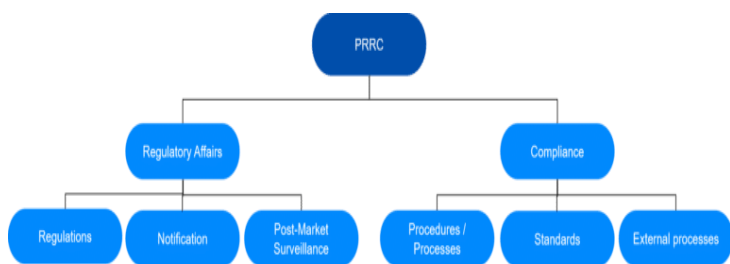 PRRC
Regulatory Affairs
Compliance
Regulations
Notification
Post-Market
Surveillance
Procedures /
Processes
Standards
External processes